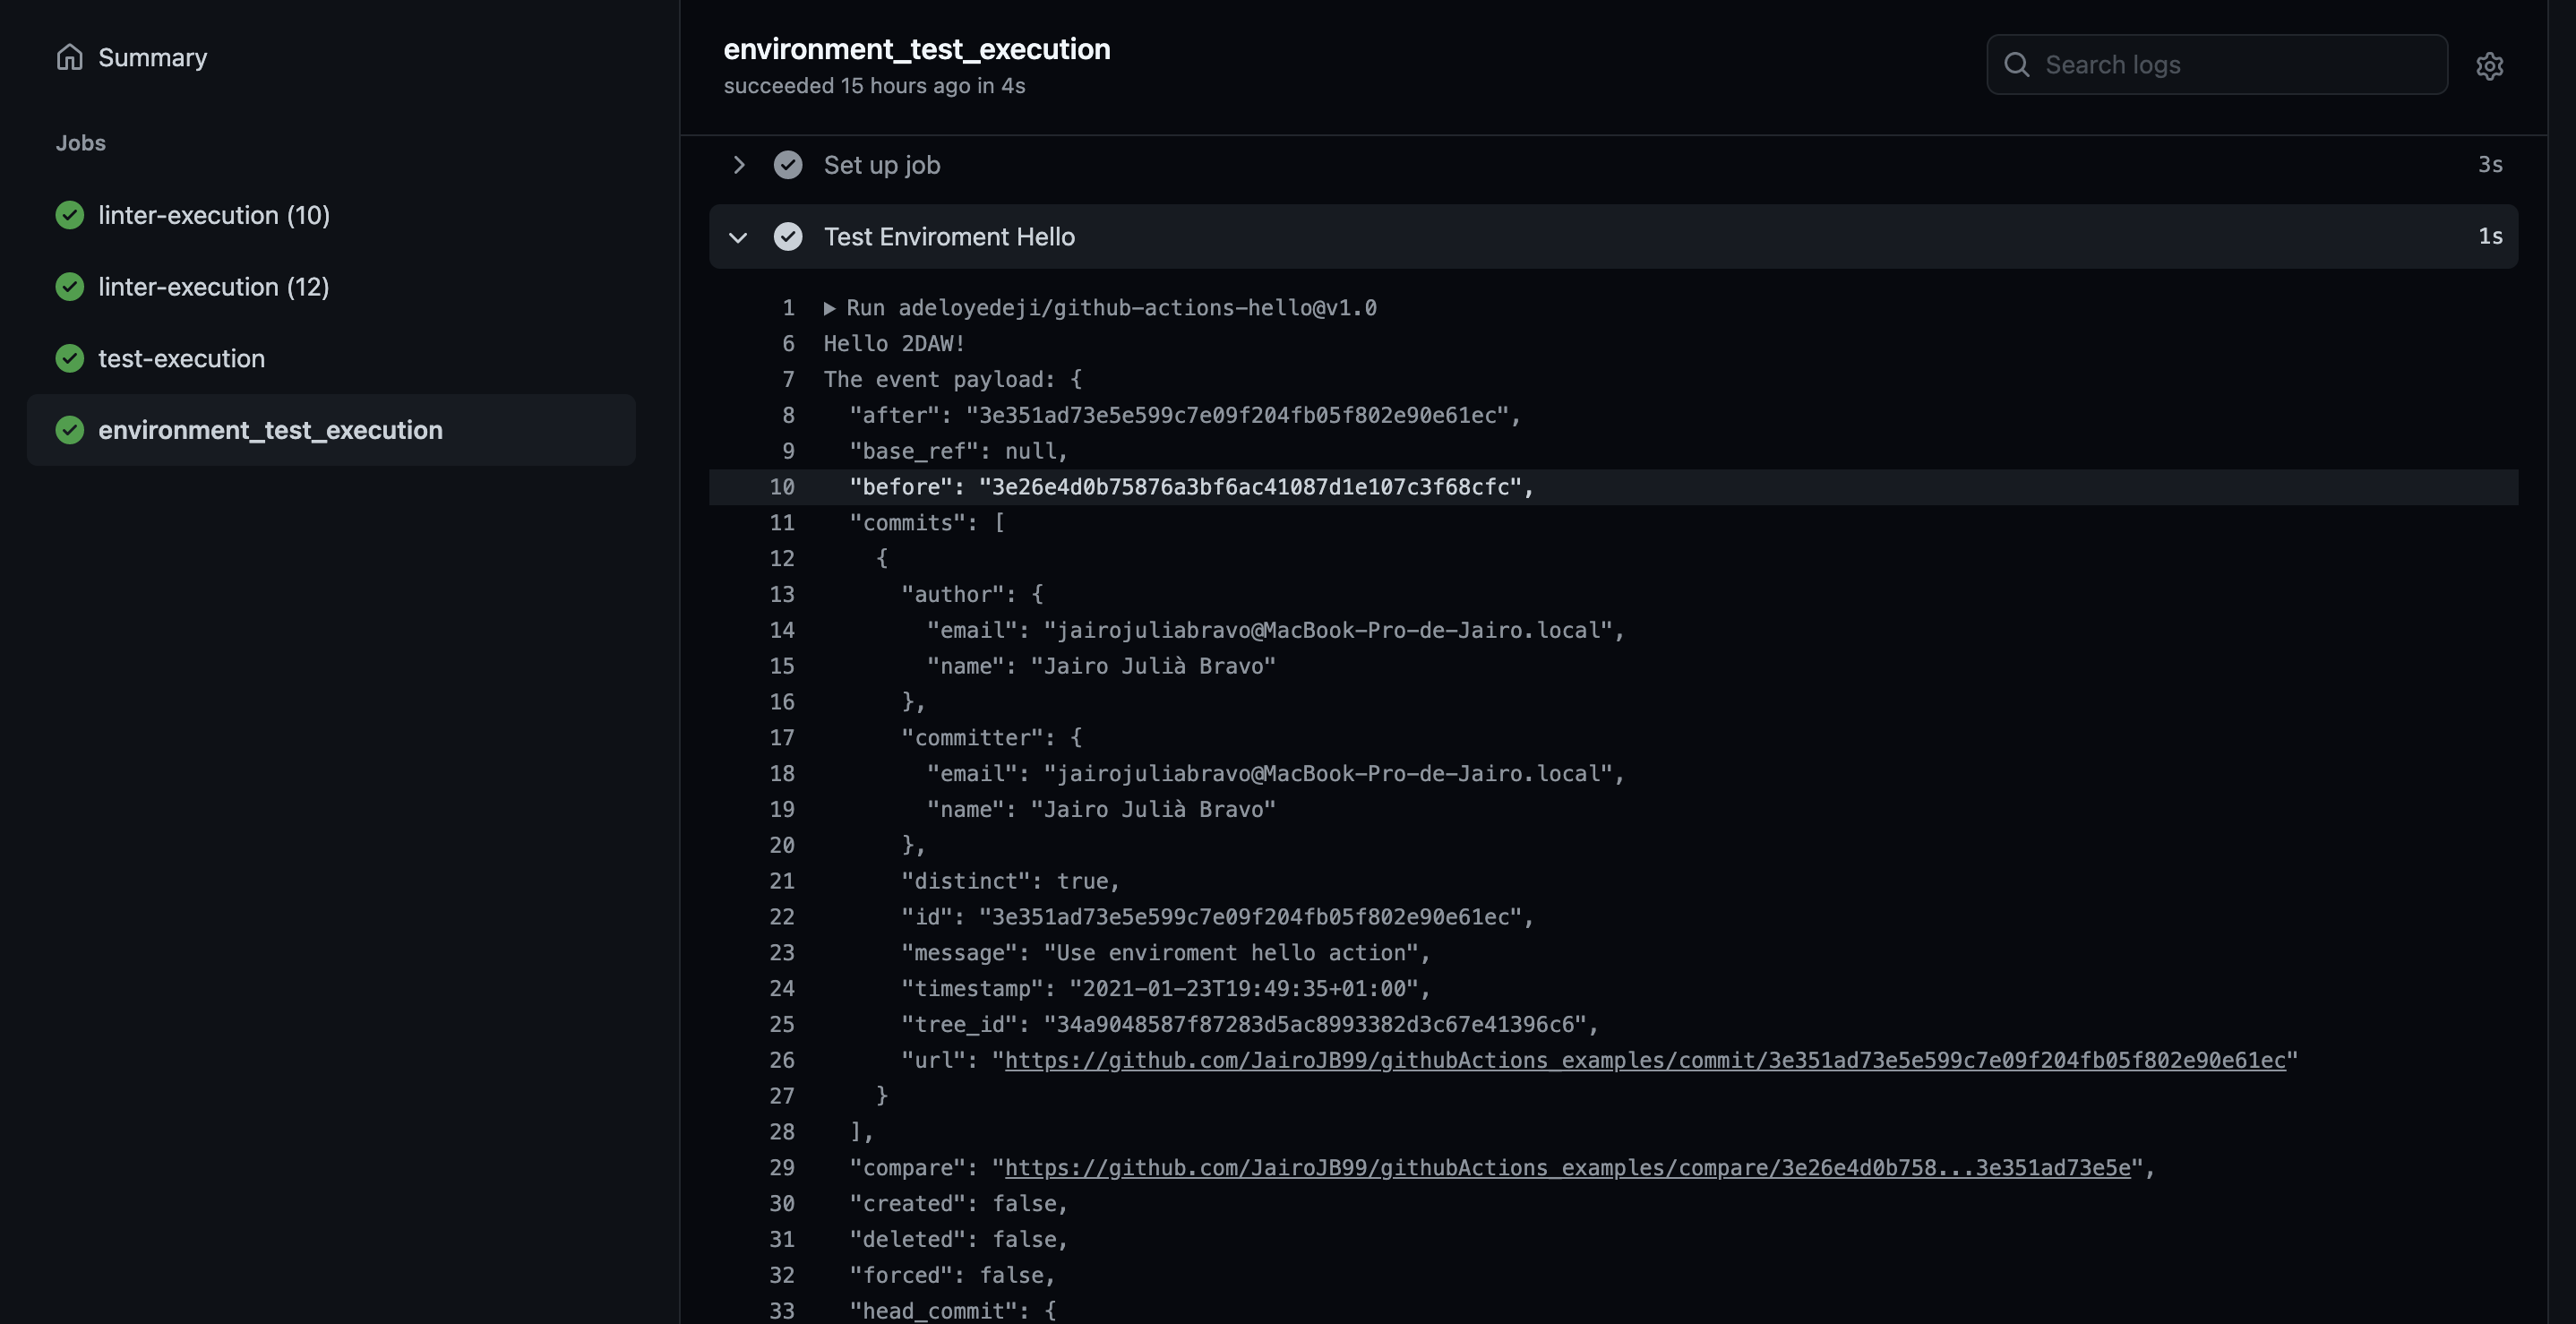 Summary
Jobs
linter-execution (10)
linter-execution (12)
test-execution
environment_test_execution
environment_test_execution
succeeded 15 hours ago in 4s
Search logs
Set up job 3s
Test Enviroment Hello 1s
1 Run adeloyedeji/github-actions-hello@v1.0
6 Hello 2DAW!
7 The event payload: {
8 "after": "3e351ad73e5e599c7e09f204fb05f802e90e61ec",
9 "base_ref": null,
10 "before": "3e26e4d0b75876a3bf6ac41087d1e107c3f68cfc",
11 "commits": [
12 {
13 "author": {
14 "email": "jairojuliabravo@MacBook-Pro-de-Jairo.local",
15 "name": "Jairo Julià Bravo"
16 },
17 "committer": {
18 "email": "jairojuliabravo@MacBook-Pro-de-Jairo.local",
19 "name": "Jairo Julià Bravo"
20 },
21 "distinct": true,
22 "id": "3e351ad73e5e599c7e09f204fb05f802e90e61ec",
23 "message": "Use enviroment hello action",
24 "timestamp": "2021-01-23T19:49:35+01:00",
25 "tree_id": "34a9048587f87283d5ac8993382d3c67e41396c6",
26 "url": "https://github.com/JairoJB99/githubActions_examples/commit/3e351ad73e5e599c7e09f204fb05f802e90e61ec"
27 }
28 ],
29 "compare": "https://github.com/JairoJB99/githubActions_examples/compare/3e26e4d0b758...3e351ad73e5e",
30 "created": false,
31 "deleted": false,
32 "forced": false,
33 "head_commit": {